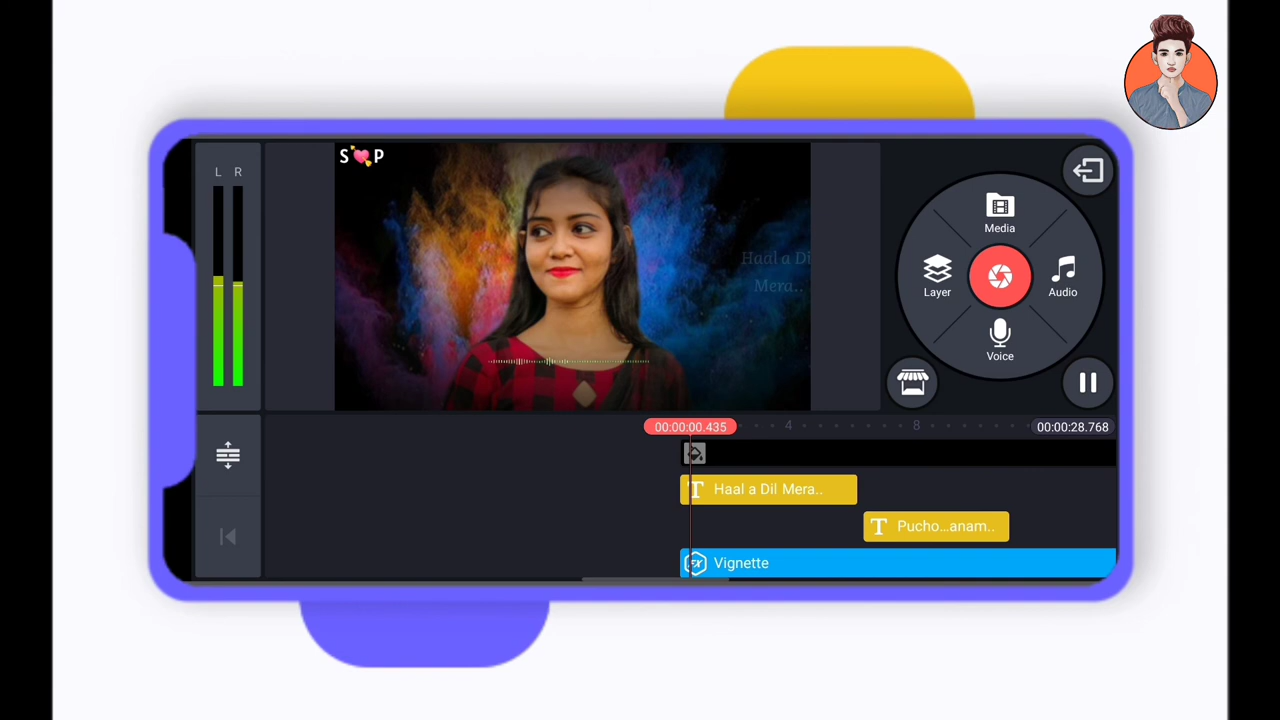 L R
S💘P
Haal a Di
Mera..
Media
Layer
Audio
Voice
00:00:00.435
4
8
00:00:28.768
Haal a Dil Mera..
Pucho...anam..
Vignette